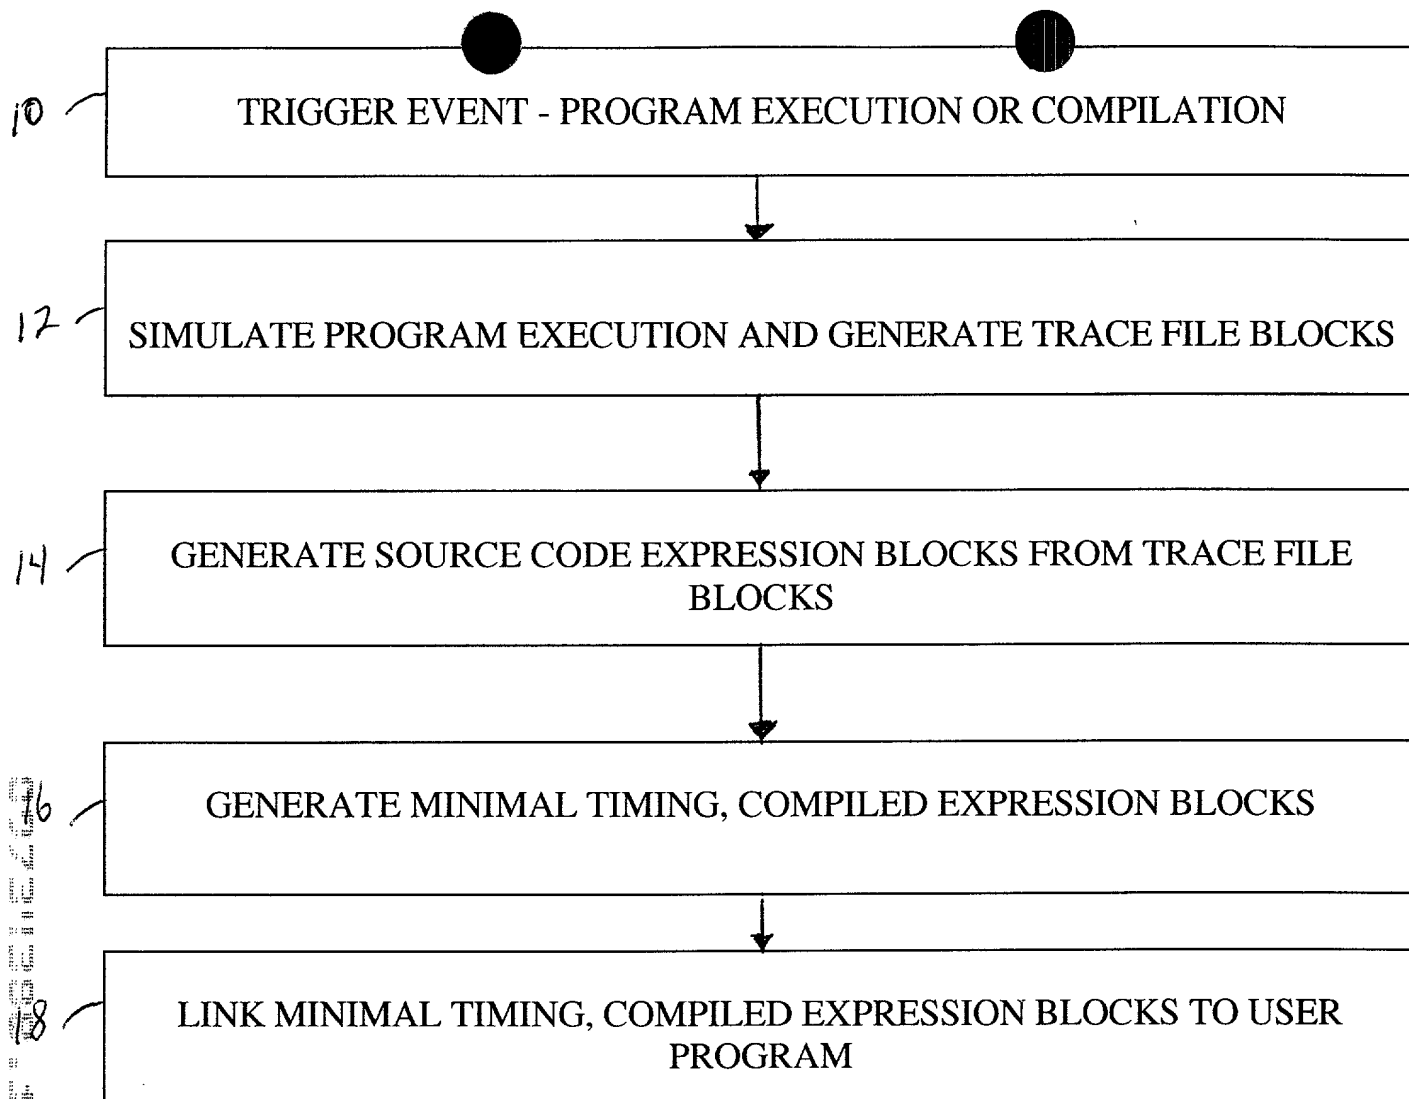 10
TRIGGER EVENT - PROGRAM EXECUTION OR COMPILATION
12
SIMULATE PROGRAM EXECUTION AND GENERATE TRACE FILE BLOCKS
14
GENERATE SOURCE CODE EXPRESSION BLOCKS FROM TRACE FILE
BLOCKS
16
GENERATE MINIMAL TIMING, COMPILED EXPRESSION BLOCKS
18
LINK MINIMAL TIMING, COMPILED EXPRESSION BLOCKS TO USER
PROGRAM